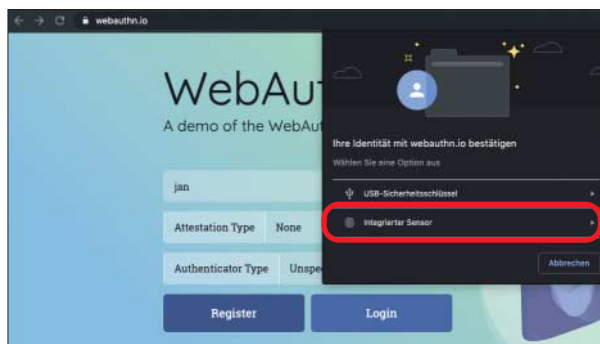 webauthn.io
WebAu
A demo of the WebAut
jan
Attestation Type None
Authenticator Type Unspe
Register Login
Ihre Identität mit webauthn.io bestätigen
Wählen Sie eine Option aus
USB-Sicherheitsschlüssel
Integrierter Sensor
Abbrechen